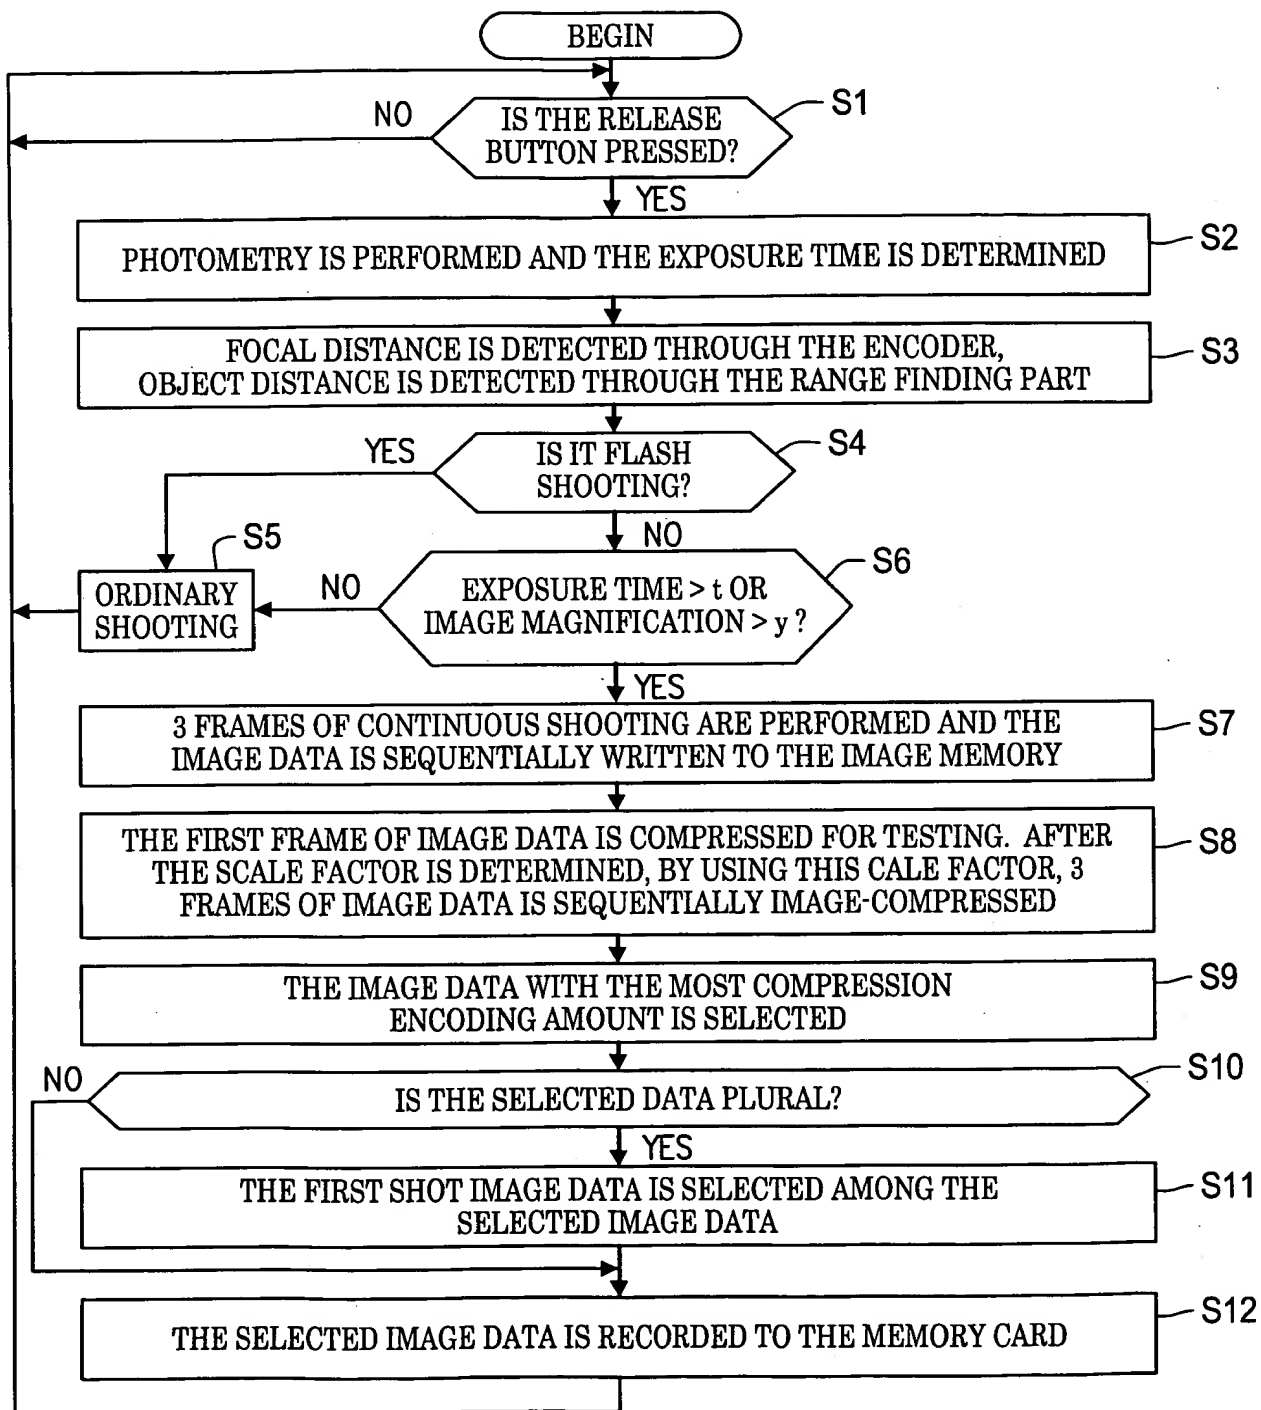 BEGIN
NO
IS THE RELEASE
BUTTON PRESSED?
S1
YES
PHOTOMETRY IS PERFORMED AND THE EXPOSURE TIME IS DETERMINED
S2
FOCAL DISTANCE IS DETECTED THROUGH THE ENCODER,
OBJECT DISTANCE IS DETECTED THROUGH THE RANGE FINDING PART
S3
YES
IS IT FLASH
SHOOTING?
S4
NO
S5
ORDINARY
SHOOTING
NO
EXPOSURE TIME > t OR
IMAGE MAGNIFICATION > y ?
S6
YES
3 FRAMES OF CONTINUOUS SHOOTING ARE PERFORMED AND THE
IMAGE DATA IS SEQUENTIALLY WRITTEN TO THE IMAGE MEMORY
S7
THE FIRST FRAME OF IMAGE DATA IS COMPRESSED FOR TESTING. AFTER
THE SCALE FACTOR IS DETERMINED, BY USING THIS CALE FACTOR, 3
FRAMES OF IMAGE DATA IS SEQUENTIALLY IMAGE-COMPRESSED
S8
THE IMAGE DATA WITH THE MOST COMPRESSION
ENCODING AMOUNT IS SELECTED
S9
NO
IS THE SELECTED DATA PLURAL?
S10
YES
THE FIRST SHOT IMAGE DATA IS SELECTED AMONG THE
SELECTED IMAGE DATA
S11
THE SELECTED IMAGE DATA IS RECORDED TO THE MEMORY CARD
S12